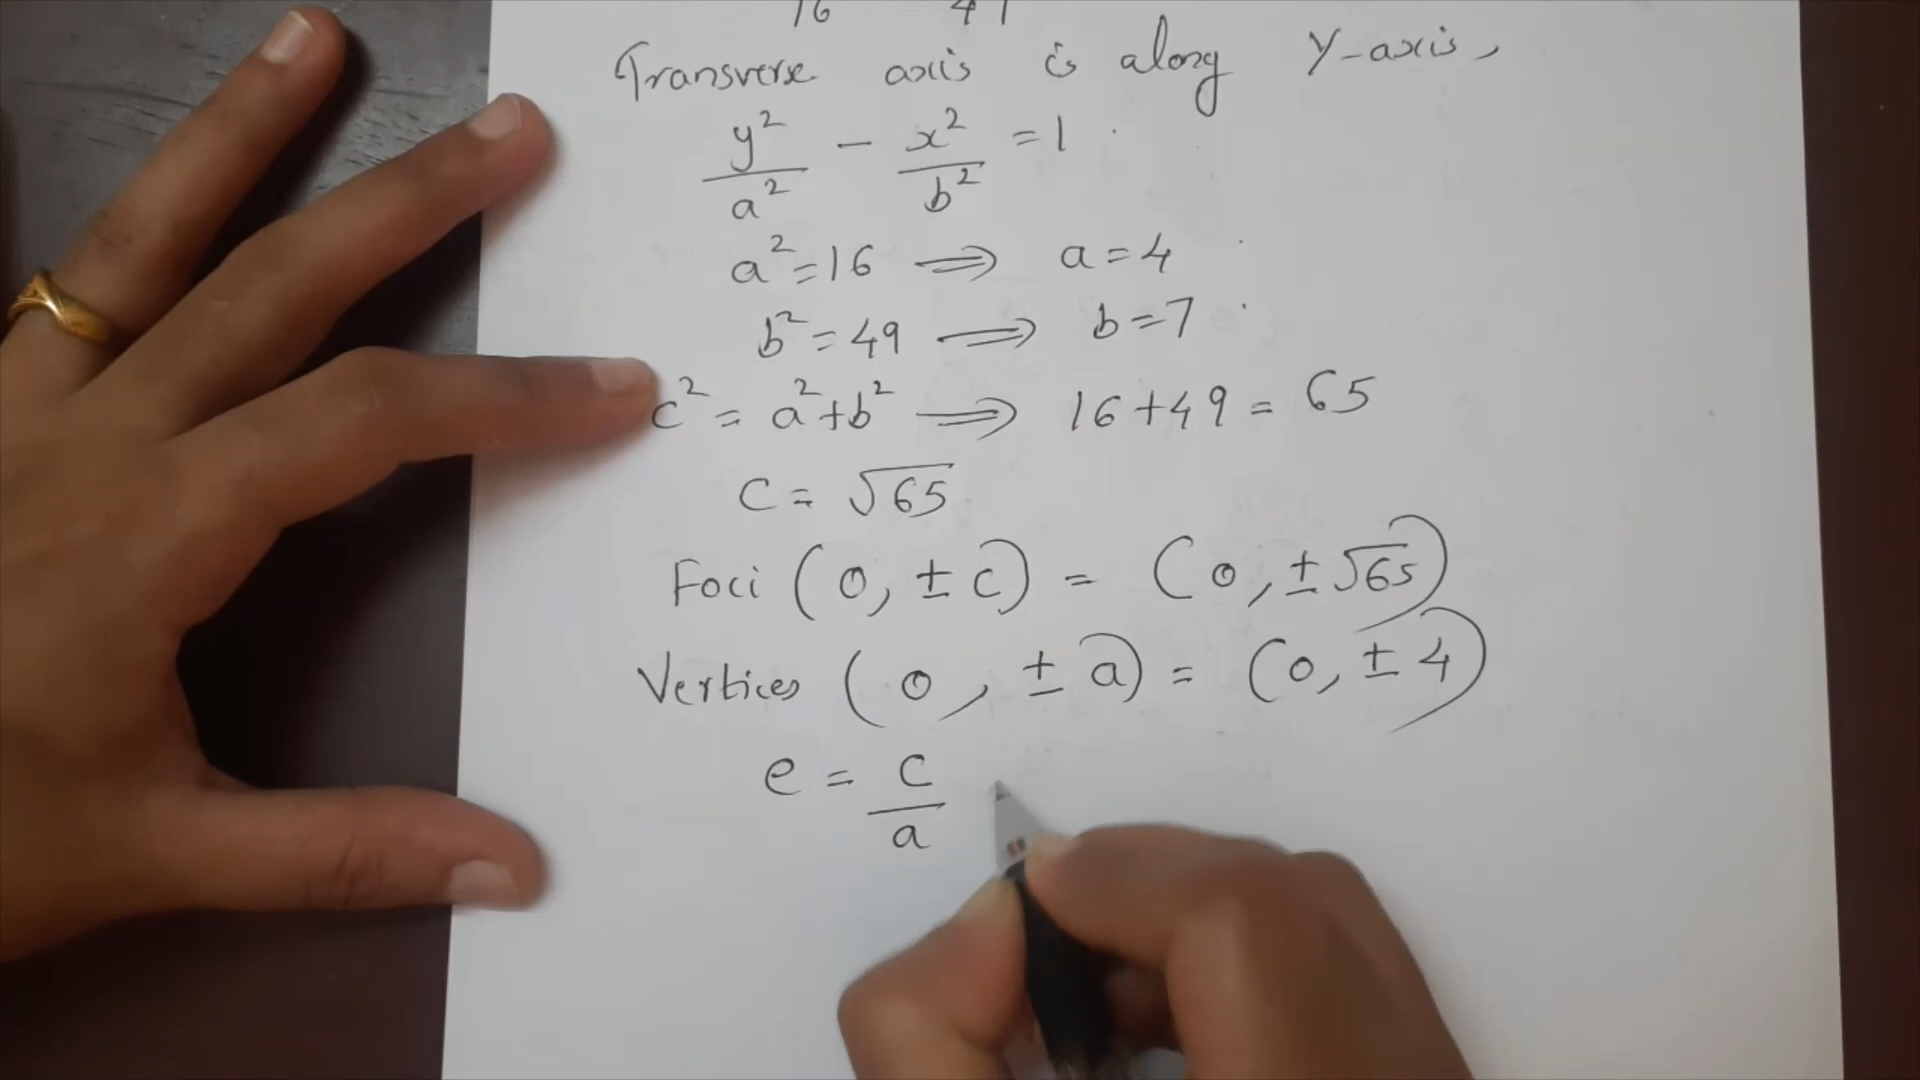 16
Transverse axis is along Y-axis,
y² / a² - x² / b² = 1
a² = 16 ⟹ a = 4
b² = 49 ⟹ b = 7
c² = a² + b² ⟹ 16 + 49 = 65
c = √65
Foci (0, ± c) = (0, ± √65)
Vertices (0, ± a) = (0, ± 4)
e = c / a